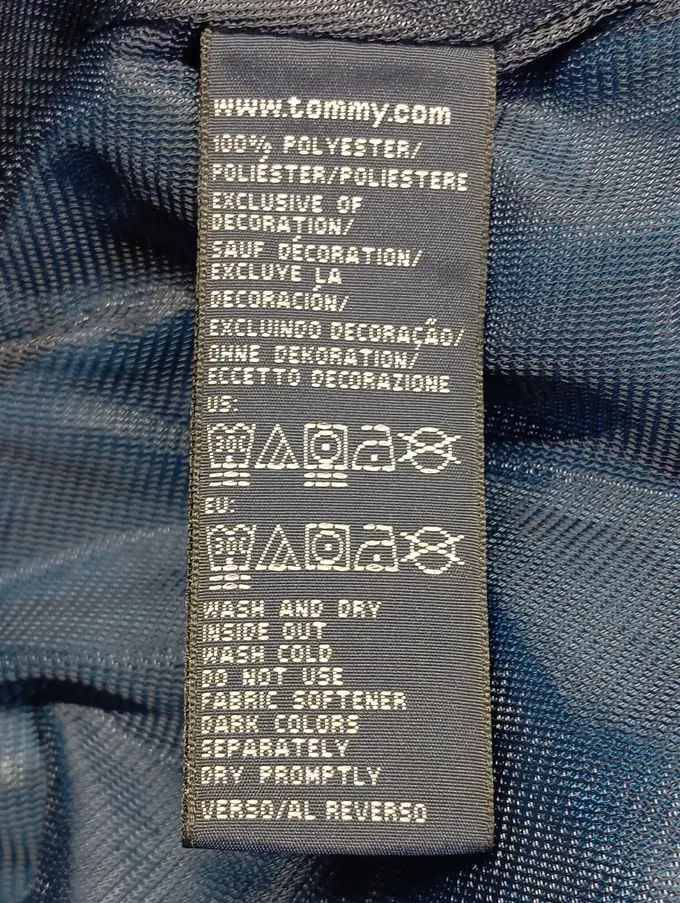 www.tommy.com
100% POLYESTER/
POLIÉSTER/POLIESTERE
EXCLUSIVE OF
DECORATION/
SAUF DÉCORATION/
EXCLUYE LA
DECORACIÓN/
EXCLUINDO DECORAÇÃO/
OHNE DEKORATION/
ECCETTO DECORAZIONE
US:
30
EU:
30
WASH AND DRY
INSIDE OUT
WASH COLD
DO NOT USE
FABRIC SOFTENER
DARK COLORS
SEPARATELY
DRY PROMPTLY
VERSO/AL REVERSO